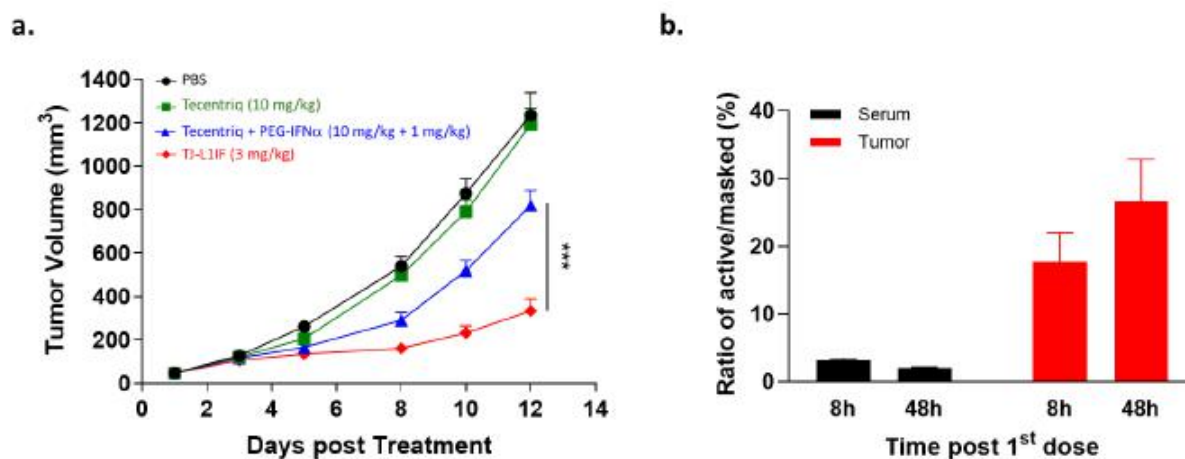 a.
PBS
Tecentriq (10 mg/kg)
Tecentriq + PEG-IFNα (10 mg/kg + 1 mg/kg)
TJ-L1IF (3 mg/kg)
Tumor Volume (mm³)
1400
1200
1000
800
600
400
200
0
***
0
2
4
6
8
10
12
14
Days post Treatment
b.
Serum
Tumor
Ratio of active/masked (%)
40
30
20
10
0
8h
48h
8h
48h
Time post 1ˢᵗ dose